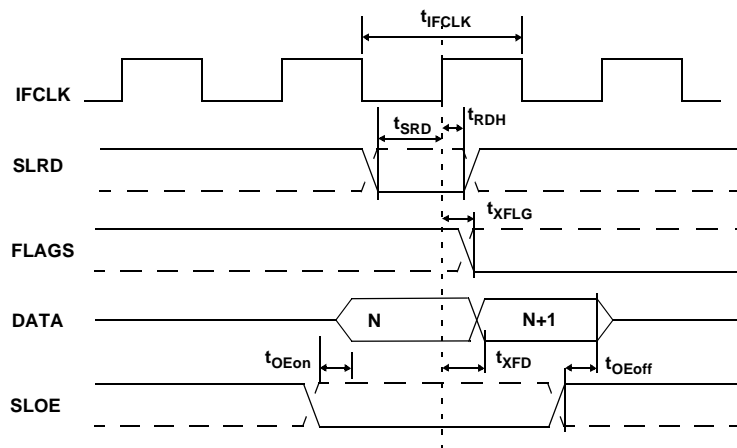 tIFCLK
IFCLK
tSRD
tRDH
SLRD
tXFLG
FLAGS
DATA
N
N+1
tOEon
tXFD
tOEoff
SLOE